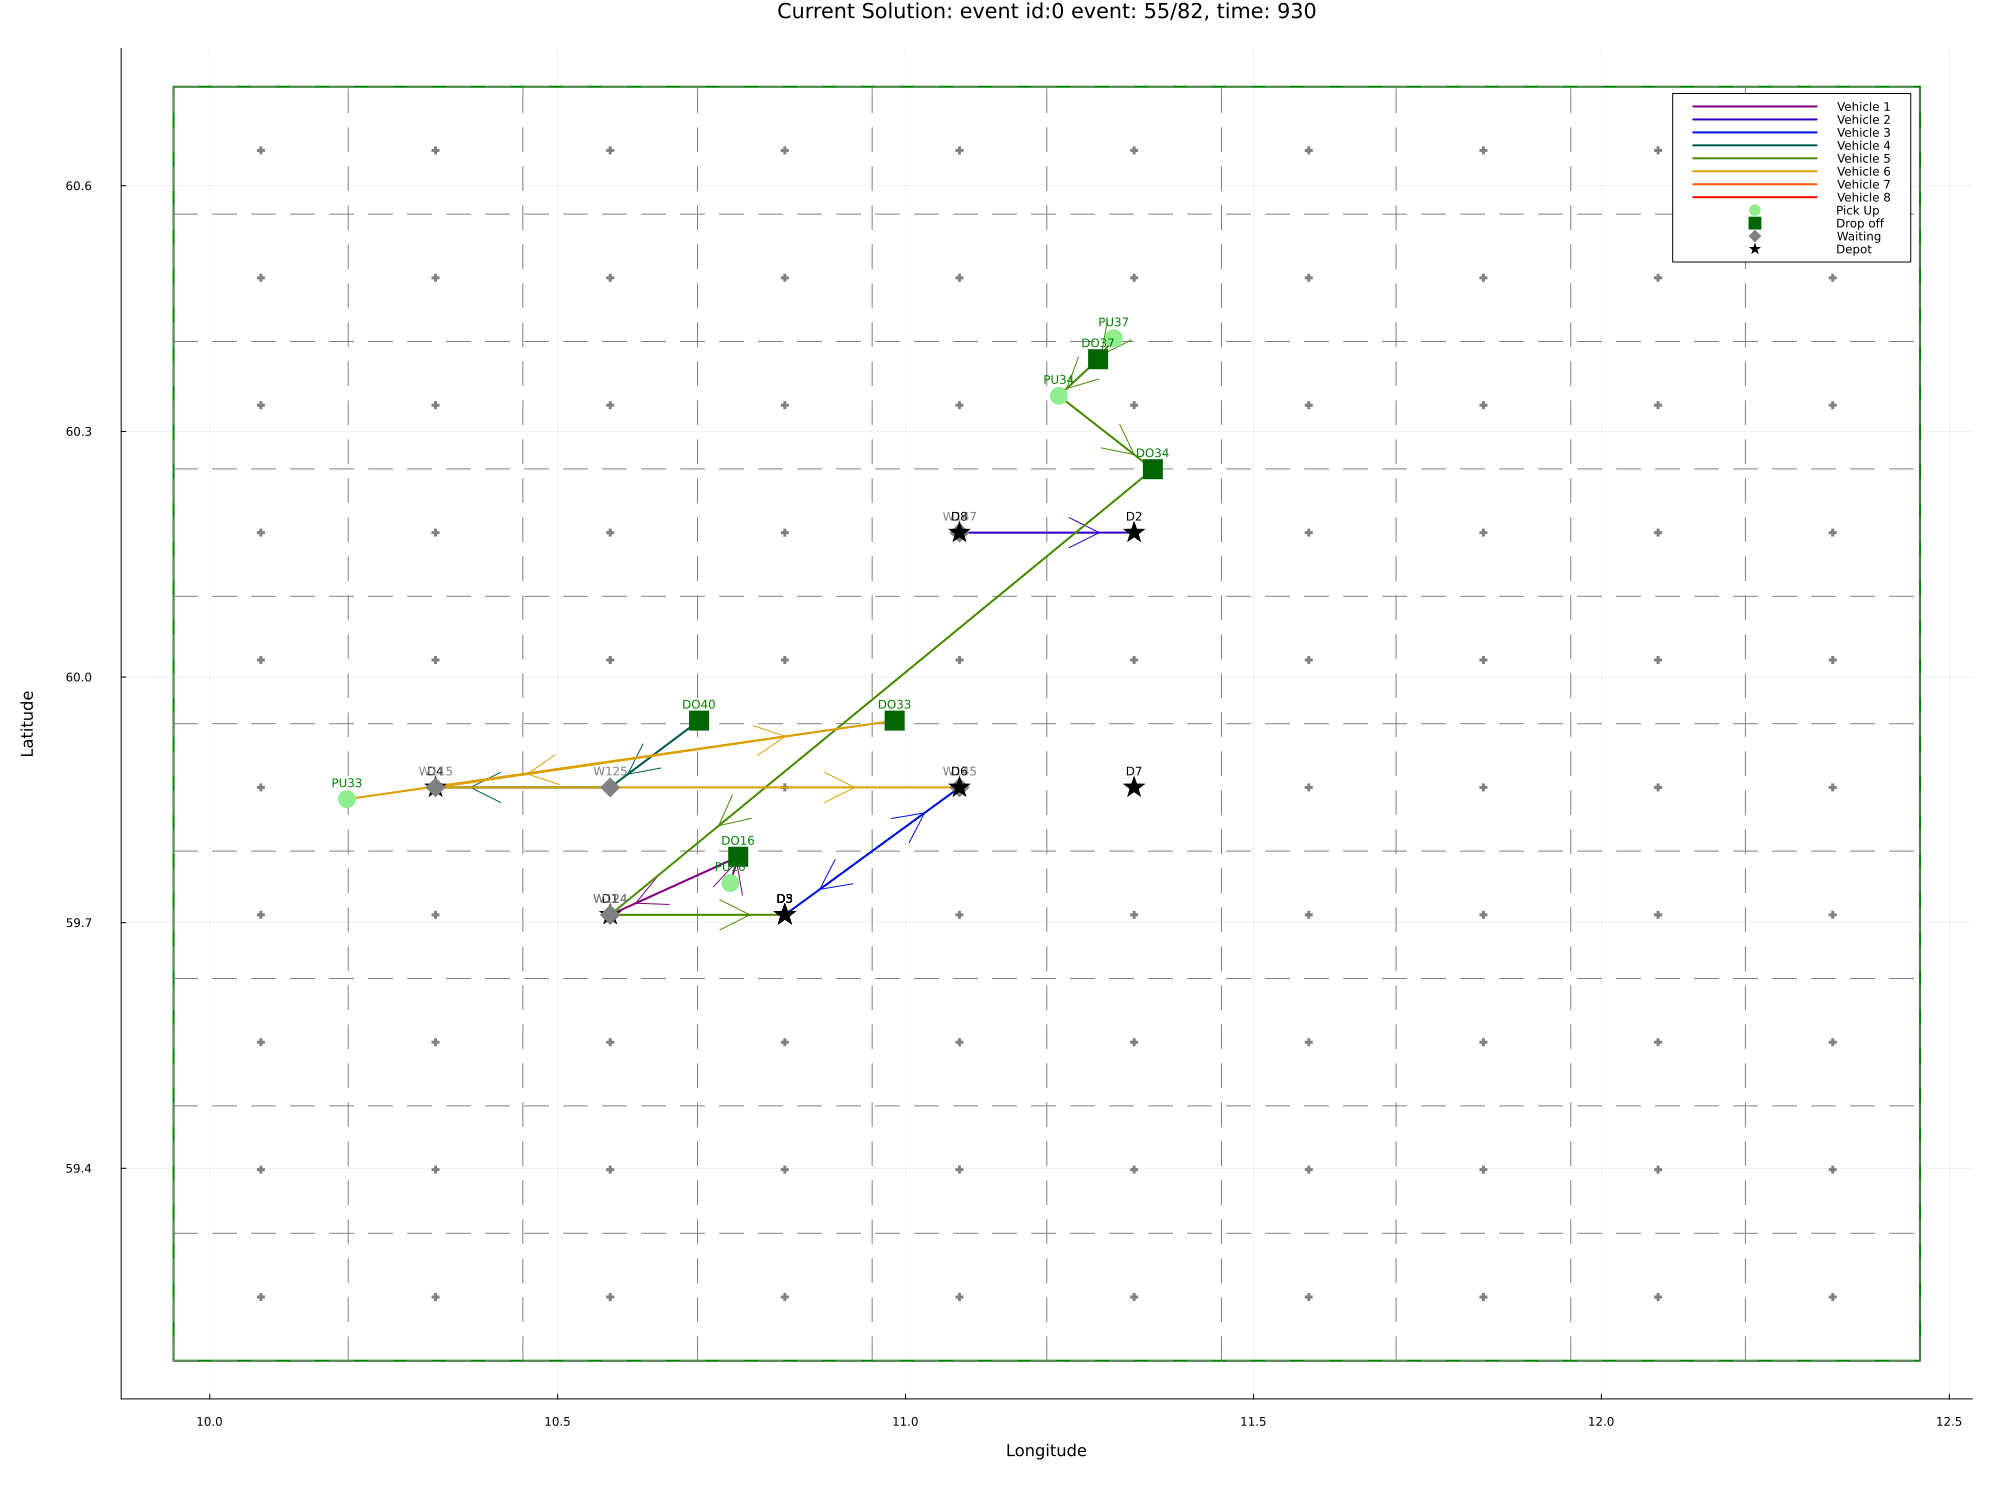 Current Solution: event id:0 event: 55/82, time: 930
Vehicle 1
Vehicle 2
Vehicle 3
Vehicle 4
Vehicle 5
Vehicle 6
Vehicle 7
Vehicle 8
Pick Up
Drop off
Waiting
Depot
60.6
60.3
60.0
59.7
59.4
Latitude
PU37
DO37
PU34
DO34
D8
D2
DO40
DO33
D4
W125
D6
D7
PU33
DO16
D1
10.0
10.5
11.0
11.5
12.0
12.5
Longitude